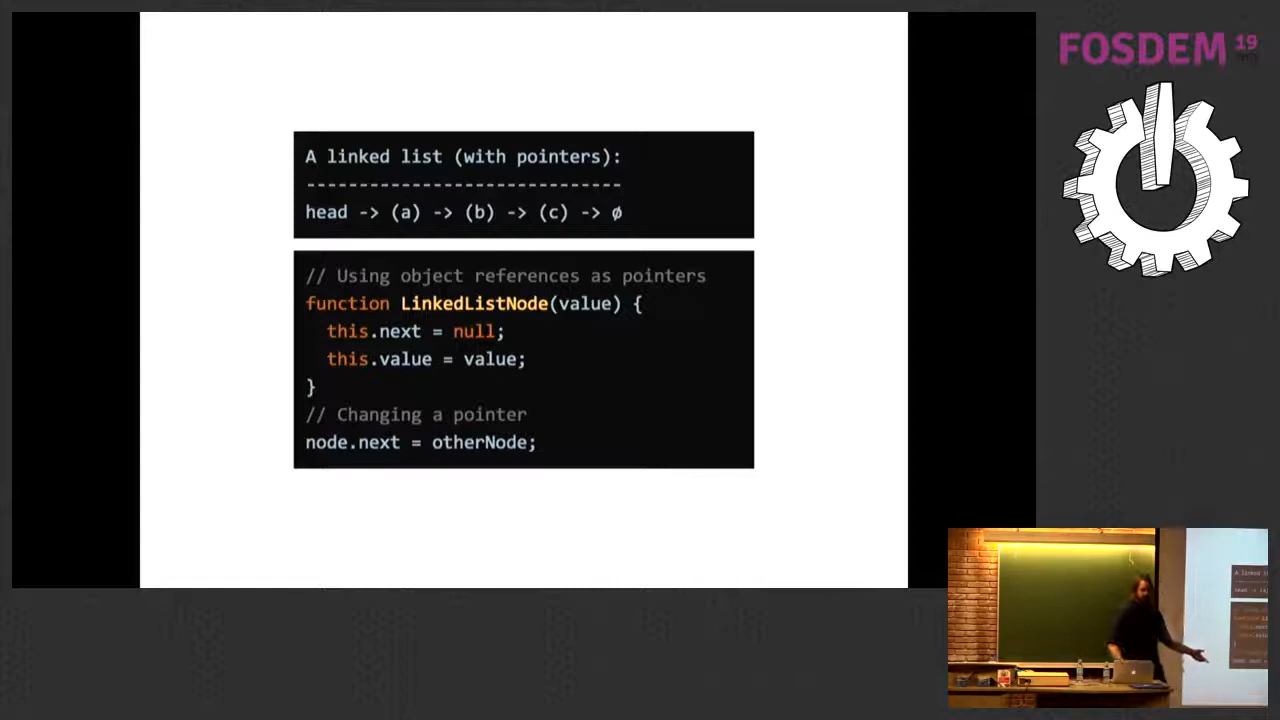 A linked list (with pointers):
------------------------------
head -> (a) -> (b) -> (c) -> ø
// Using object references as pointers
function LinkedListNode(value) {
this.next = null;
this.value = value;
}
// Changing a pointer
node.next = otherNode;
FOSDEM 19